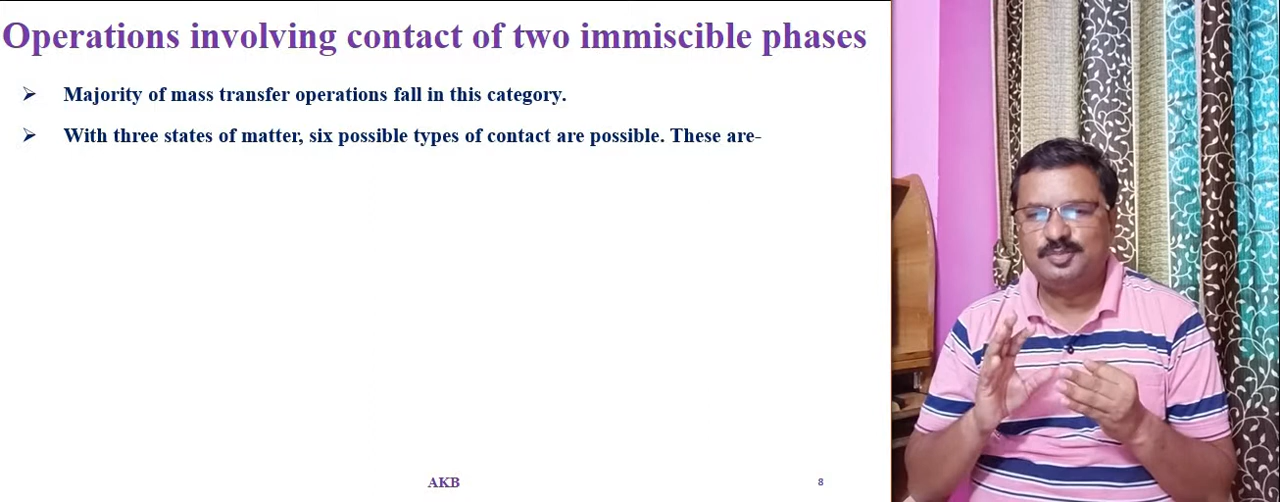 Operations involving contact of two immiscible phases
➤ Majority of mass transfer operations fall in this category.
➤ With three states of matter, six possible types of contact are possible. These are-
AKB
8